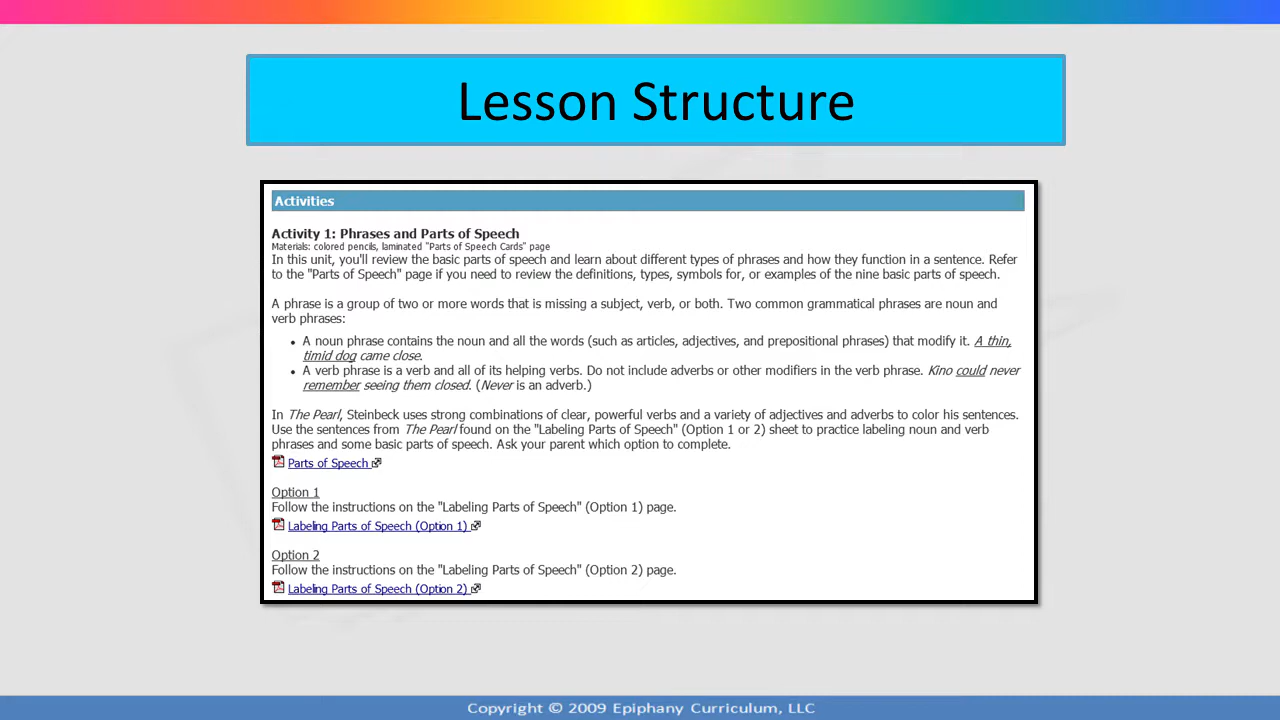 Lesson Structure
Activities
Activity 1: Phrases and Parts of Speech
Materials: colored pencils, laminated "Parts of Speech Cards" page
In this unit, you'll review the basic parts of speech and learn about different types of phrases and how they function in a sentence. Refer
to the "Parts of Speech" page if you need to review the definitions, types, symbols for, or examples of the nine basic parts of speech.
A phrase is a group of two or more words that is missing a subject, verb, or both. Two common grammatical phrases are noun and
verb phrases:
• A noun phrase contains the noun and all the words (such as articles, adjectives, and prepositional phrases) that modify it. A thin,
timid dog came close.
• A verb phrase is a verb and all of its helping verbs. Do not include adverbs or other modifiers in the verb phrase. Kino could never
remember seeing them closed. (Never is an adverb.)
In The Pearl, Steinbeck uses strong combinations of clear, powerful verbs and a variety of adjectives and adverbs to color his sentences.
Use the sentences from The Pearl found on the "Labeling Parts of Speech" (Option 1 or 2) sheet to practice labeling noun and verb
phrases and some basic parts of speech. Ask your parent which option to complete.
Parts of Speech
Option 1
Follow the instructions on the "Labeling Parts of Speech" (Option 1) page.
Labeling Parts of Speech (Option 1)
Option 2
Follow the instructions on the "Labeling Parts of Speech" (Option 2) page.
Labeling Parts of Speech (Option 2)
Copyright © 2009 Epiphany Curriculum, LLC